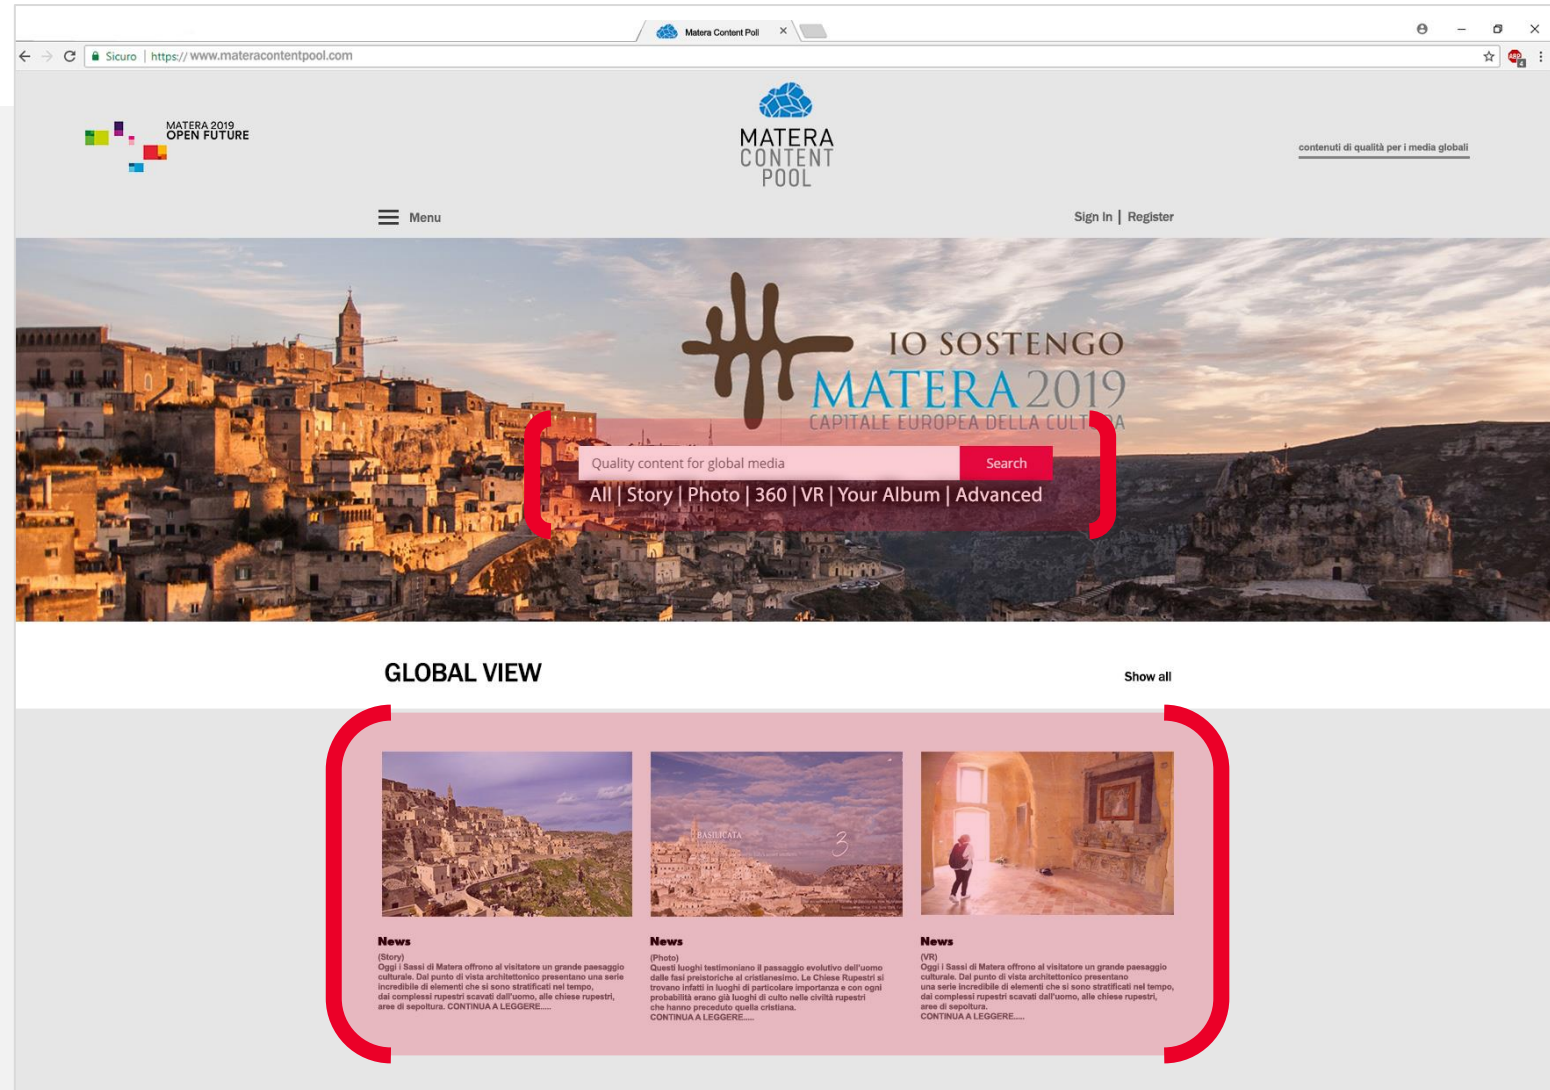 Matera Content Poll
Sicuro | https:// www.materacontentpool.com
MATERA 2019
OPEN FUTURE
MATERA
CONTENT
POOL
contenuti di qualità per i media globali
Menu
Sign In | Register
IO SOSTENGO
MATERA 2019
CAPITALE EUROPEA DELLA CULTURA
Quality content for global media
Search
All | Story | Photo | 360 | VR | Your Album | Advanced
GLOBAL VIEW
Show all
BASILICATA
3
News
(Story)
Oggi i Sassi di Matera offrono al visitatore un grande paesaggio
culturale. Dal punto di vista architettonico presentano una serie
incredibile di elementi che si sono stratificati nel tempo,
dai complessi rupestri scavati dall'uomo, alle chiese rupestri,
aree di sepoltura. CONTINUA A LEGGERE.....
News
(Photo)
Questi luoghi testimoniano il passaggio evolutivo dell'uomo
dalle fasi preistoriche al cristianesimo. Le Chiese Rupestri si
trovano infatti in luoghi di particolare importanza e con ogni
probabilità erano già luoghi di culto nelle civiltà rupestri
che hanno preceduto quella cristiana.
CONTINUA A LEGGERE.....
News
(VR)
Oggi i Sassi di Matera offrono al visitatore un grande paesaggio
culturale. Dal punto di vista architettonico presentano
una serie incredibile di elementi che si sono stratificati nel tempo,
dai complessi rupestri scavati dall'uomo, alle chiese rupestri,
aree di sepoltura.
CONTINUA A LEGGERE.....